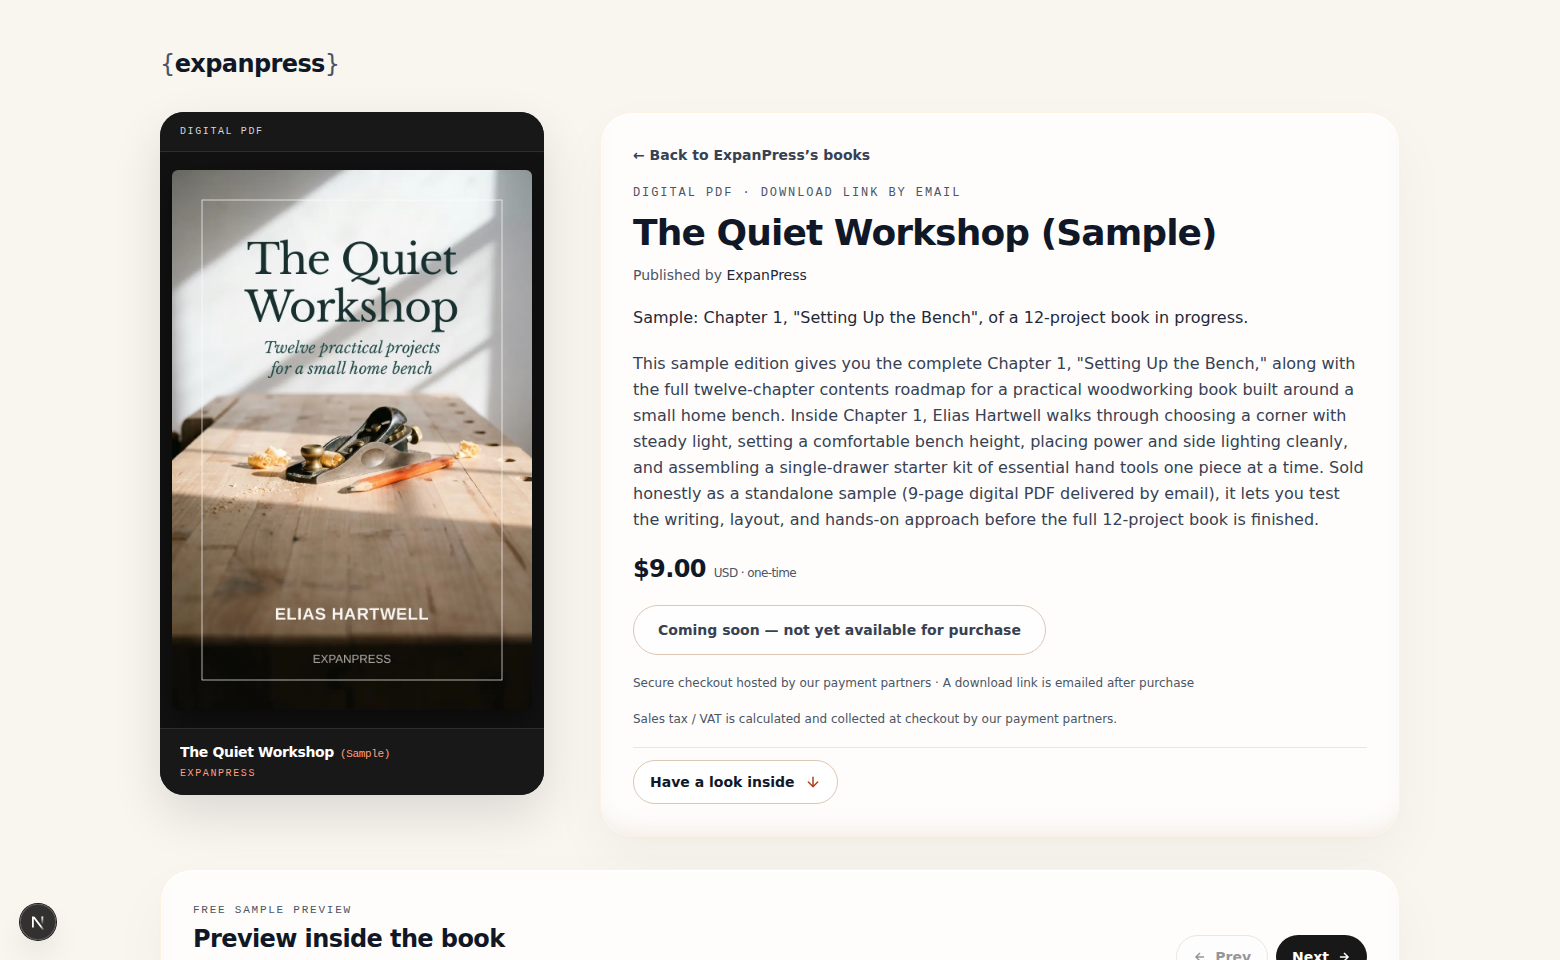 {expanpress}
DIGITAL PDF
The Quiet
Workshop
Twelve practical projects
for a small home bench
ELIAS HARTWELL
EXPANPRESS
The Quiet Workshop (Sample)
EXPANPRESS
← Back to ExpanPress’s books
DIGITAL PDF · DOWNLOAD LINK BY EMAIL
The Quiet Workshop (Sample)
Published by ExpanPress
Sample: Chapter 1, "Setting Up the Bench", of a 12-project book in progress.
This sample edition gives you the complete Chapter 1, "Setting Up the Bench," along with
the full twelve-chapter contents roadmap for a practical woodworking book built around a
small home bench. Inside Chapter 1, Elias Hartwell walks through choosing a corner with
steady light, setting a comfortable bench height, placing power and side lighting cleanly,
and assembling a single-drawer starter kit of essential hand tools one piece at a time. Sold
honestly as a standalone sample (9-page digital PDF delivered by email), it lets you test
the writing, layout, and hands-on approach before the full 12-project book is finished.
$9.00 USD · one-time
Coming soon — not yet available for purchase
Secure checkout hosted by our payment partners · A download link is emailed after purchase
Sales tax / VAT is calculated and collected at checkout by our payment partners.
Have a look inside ↓
FREE SAMPLE PREVIEW
Preview inside the book
← Prev
Next →
N